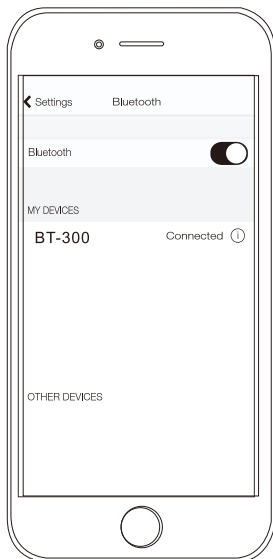 Settings Bluetooth
Bluetooth
MY DEVICES
BT-300 Connected i
OTHER DEVICES